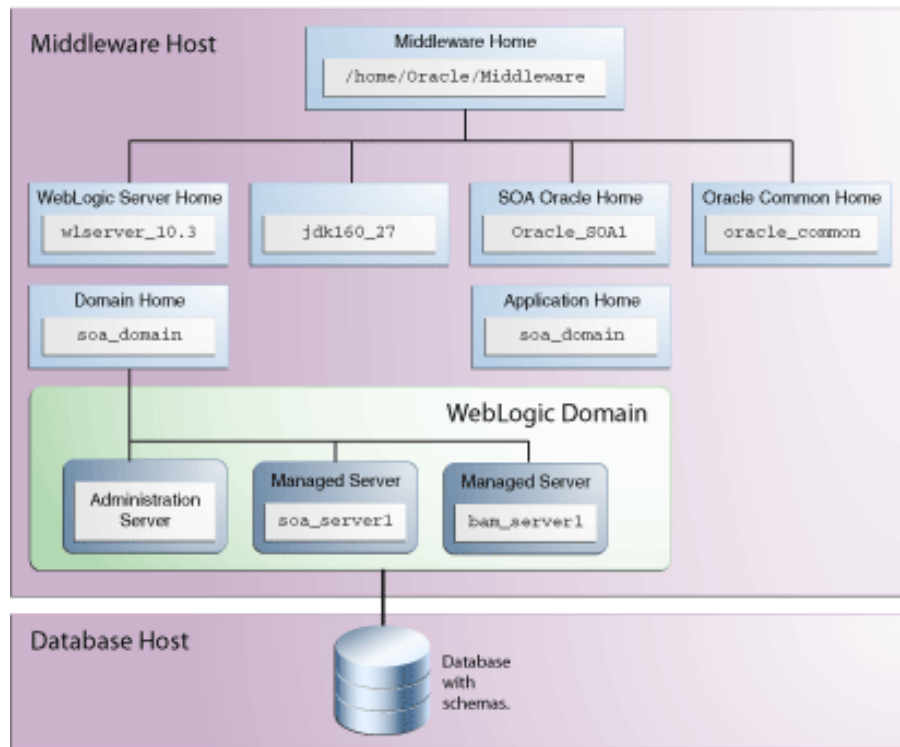 Middleware Host
Middleware Home
/home/Oracle/Middleware
WebLogic Server Home
wlserver_10.3
jdk160_27
SOA Oracle Home
Oracle_SOA1
Oracle Common Home
oracle_common
Domain Home
soa_domain
Application Home
soa_domain
WebLogic Domain
Administration
Server
Managed Server
soa_server1
Managed Server
bam_server1
Database Host
Database
with
schemas.